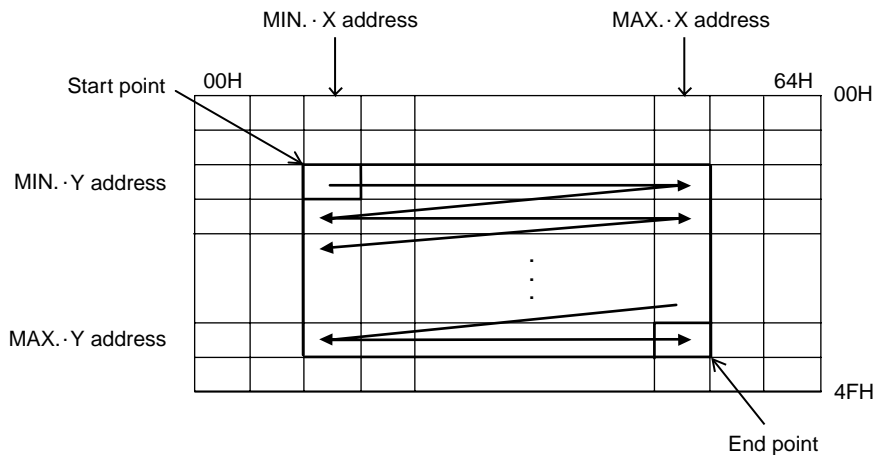 MIN. · X address
MAX. · X address
Start point
00H
64H
00H
MIN. · Y address
MAX. · Y address
4FH
End point